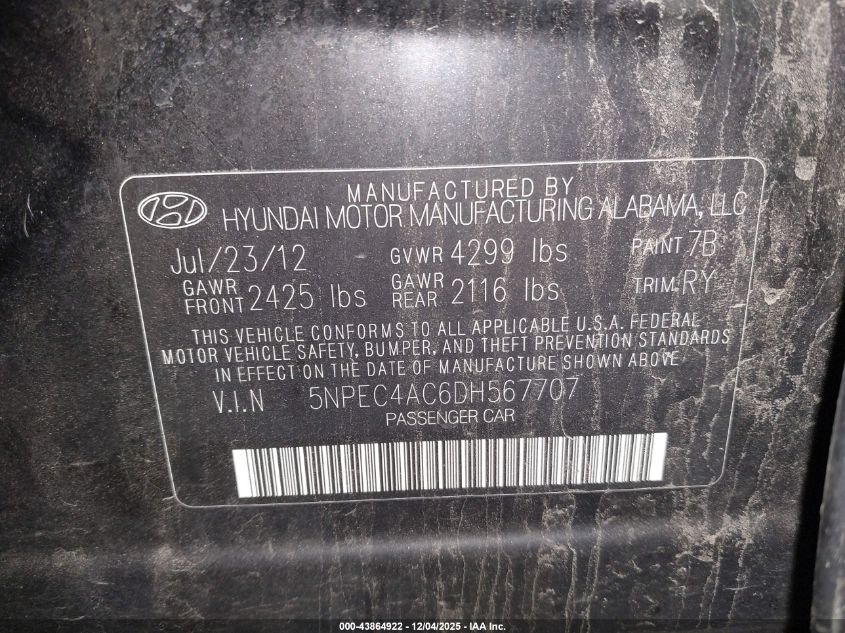 MANUFACTURED BY
HYUNDAI MOTOR MANUFACTURING ALABAMA, LLC
Jul/23/12 GVWR 4299 lbs PAINT 7B
GAWR FRONT 2425 lbs GAWR REAR 2116 lbs TRIM: RY
THIS VEHICLE CONFORMS TO ALL APPLICABLE U.S.A. FEDERAL
MOTOR VEHICLE SAFETY, BUMPER, AND THEFT PREVENTION STANDARDS
IN EFFECT ON THE DATE OF MANUFACTURE SHOWN ABOVE
V.I.N 5NPEC4AC6DH567707
PASSENGER CAR
000-43864922 - 12/04/2025 - IAA Inc.